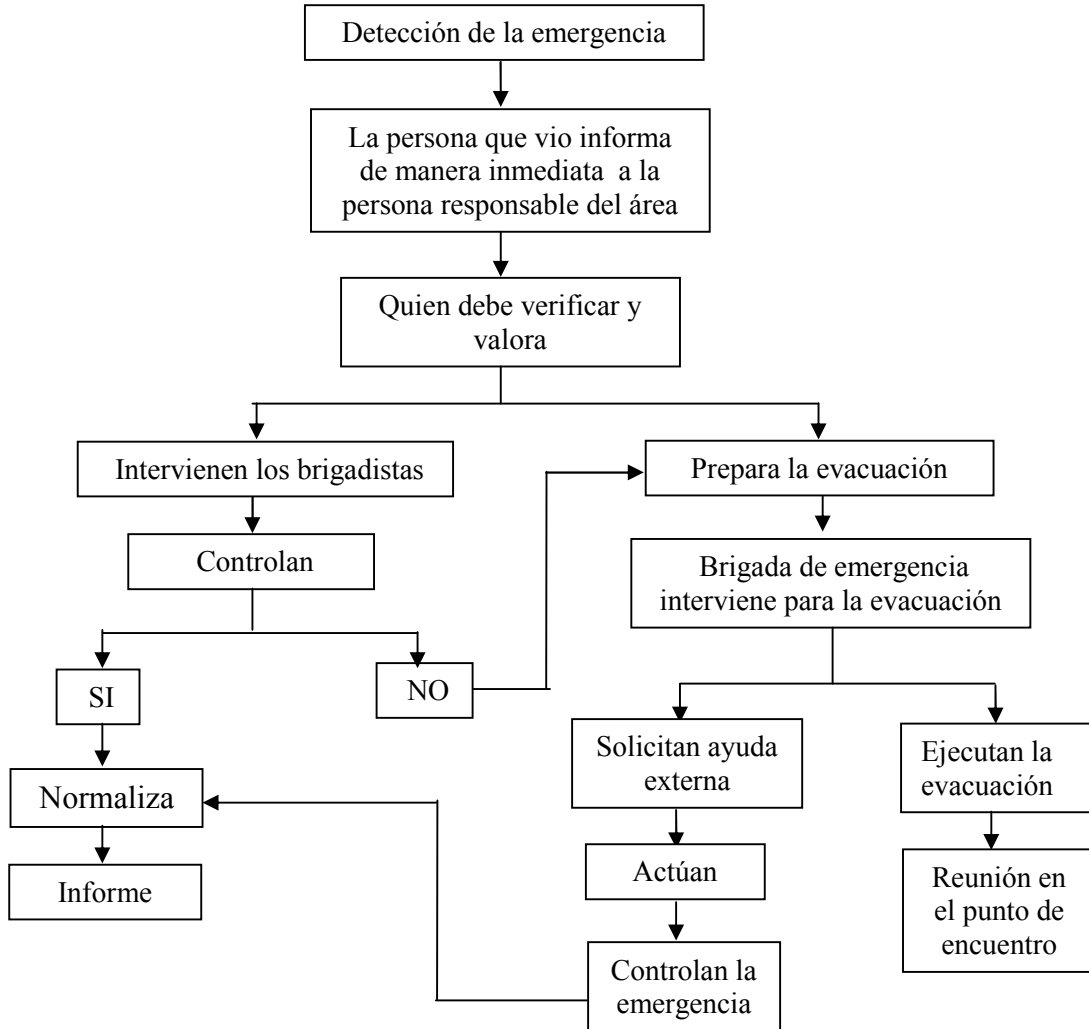 Detección de la emergencia
La persona que vio informa
de manera inmediata a la
persona responsable del área
Quien debe verificar y
valora
Intervienen los brigadistas
Prepara la evacuación
Controlan
Brigada de emergencia
interviene para la evacuación
SI
NO
Solicitan ayuda
externa
Ejecutan la
evacuación
Normaliza
Actúan
Informe
Reunión en
el punto de
encuentro
Controlan la
emergencia